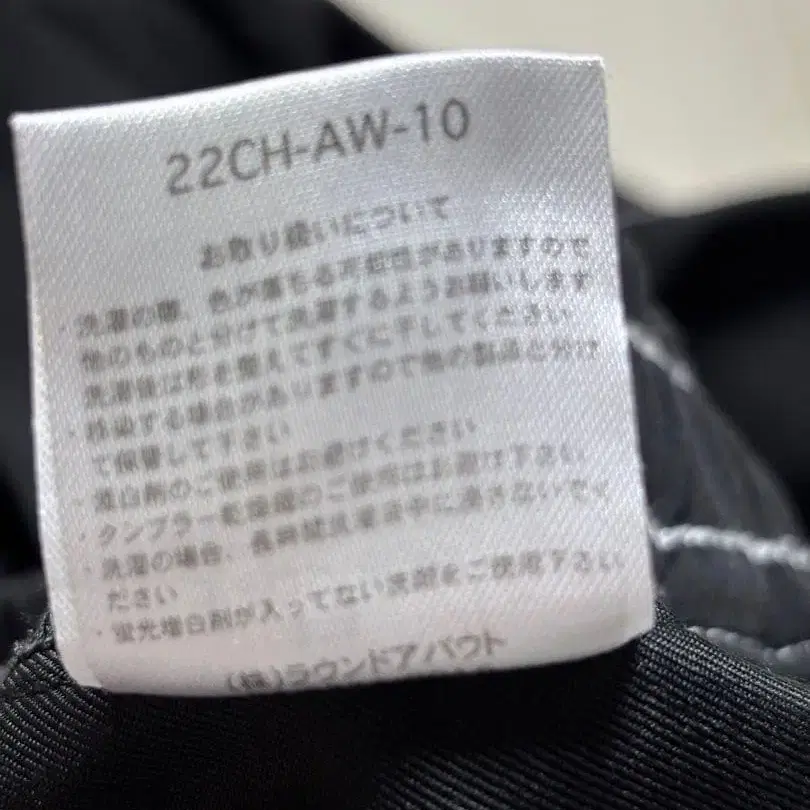 22CH-AW-10
お取り扱いについて
・洗濯の際、色が落ちる可能性がありますので
他のものと分けて洗濯するようお願いします
洗濯後は形を整えてすぐに干してください
・移染する場合がありますので他の製品と分け
て保管して下さい
・漂白剤のご使用はお避けください
・タンブラー乾燥機のご使用はお避け下さい
・洗濯の場合、長時間洗濯液中に浸さないでく
ださい
・蛍光増白剤が入ってない洗剤をご使用下さい
(株)ラウンドアバウト